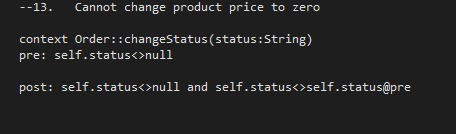 --13.   Cannot change product price to zero
context Order::changeStatus(status:String)
pre: self.status<>null
post: self.status<>null and self.status<>self.status@pre